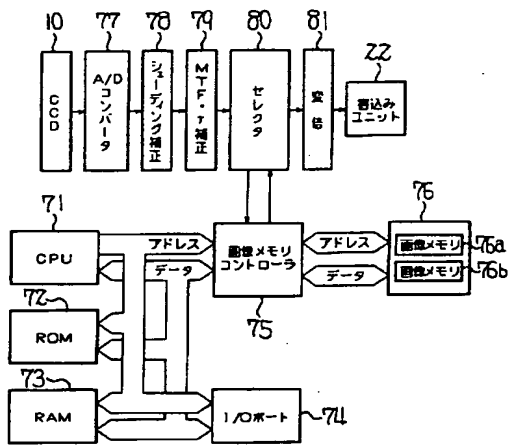 10
77
78
79
80
81
22
CCD
A/D
コンバータ
シェーディング補正
MTF・γ補正
セレクタ
変倍
書込み
ユニット
71
CPU
アドレス
データ
画像メモリ
コントローラ
75
アドレス
データ
76
画像メモリ
76a
画像メモリ
76b
72
ROM
73
RAM
I/Oポート
74